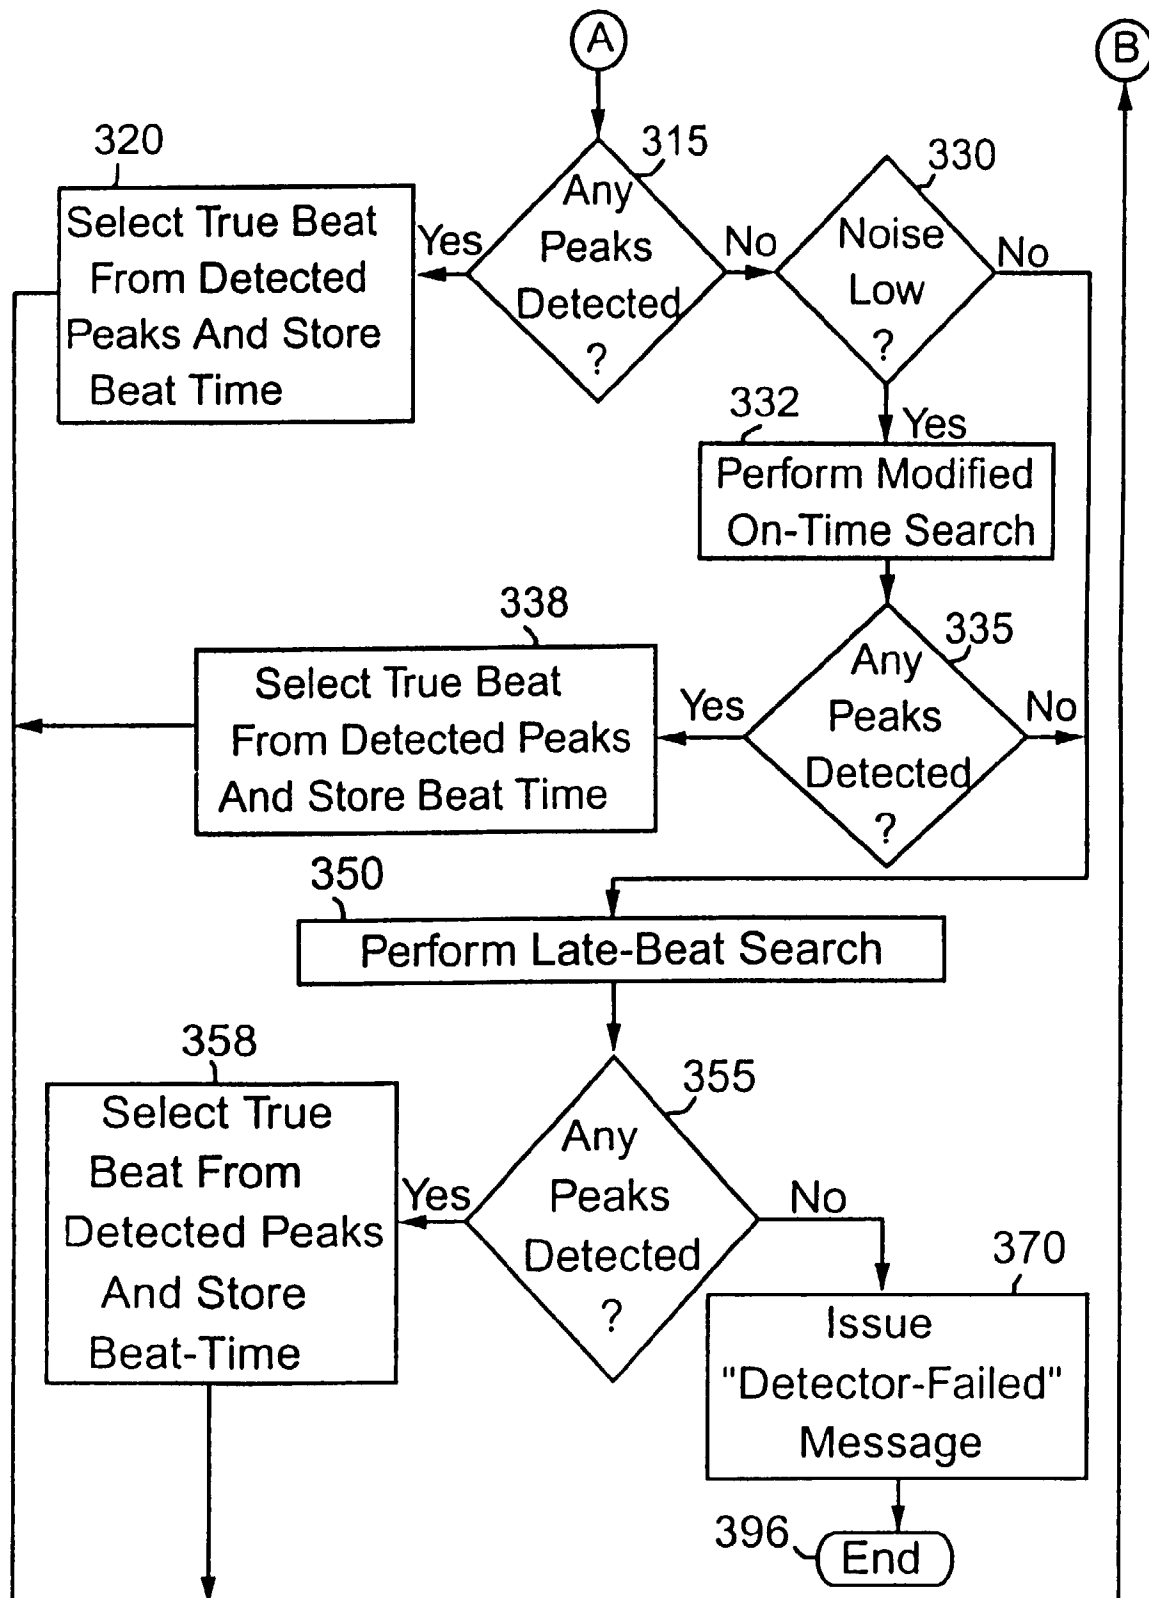 A
B
320
315
330
Select True Beat
From Detected
Peaks And Store
Beat Time
Yes
Any
Peaks
Detected
?
No
Noise
Low
?
No
332
Yes
Perform Modified
On-Time Search
338
335
Select True Beat
From Detected Peaks
And Store Beat Time
Yes
Any
Peaks
Detected
?
No
350
Perform Late-Beat Search
358
355
Select True
Beat From
Detected Peaks
And Store
Beat-Time
Yes
Any
Peaks
Detected
?
No
370
Issue
"Detector-Failed"
Message
396
End